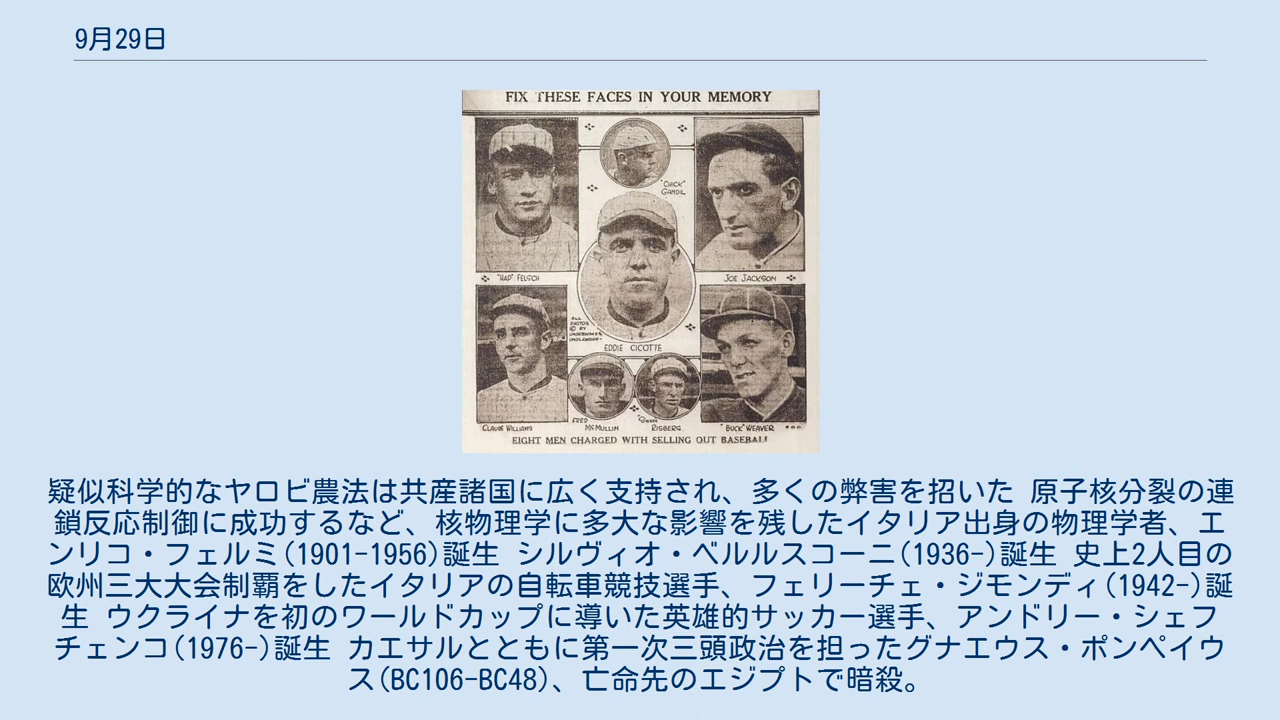 9月29日
FIX THESE FACES IN YOUR MEMORY
"CHICK"
GANDIL
"HAP" FELSCH
JOE JACKSON
ALL
PHOTOS
© BY
UNDERWOOD
EDDIE CICOTTE
CLAUDE WILLIAMS
FRED
McMULLIN
"SWEDE"
RISBERG
"BUCK" WEAVER
EIGHT MEN CHARGED WITH SELLING OUT BASEBALL
疑似科学的なヤロビ農法は共産諸国に広く支持され、多くの弊害を招いた 原子核分裂の連
鎖反応制御に成功するなど、核物理学に多大な影響を残したイタリア出身の物理学者、エ
ンリコ・フェルミ(1901-1956)誕生 シルヴィオ・ベルルスコーニ(1936-)誕生 史上2人目の
欧州三大大会制覇をしたイタリアの自転車競技選手、フェリーチェ・ジモンディ(1942-)誕
生 ウクライナを初のワールドカップに導いた英雄的サッカー選手、アンドリー・シェフ
チェンコ(1976-)誕生 カエサルとともに第一次三頭政治を担ったグナエウス・ポンペイウ
ス(BC106-BC48)、亡命先のエジプトで暗殺。